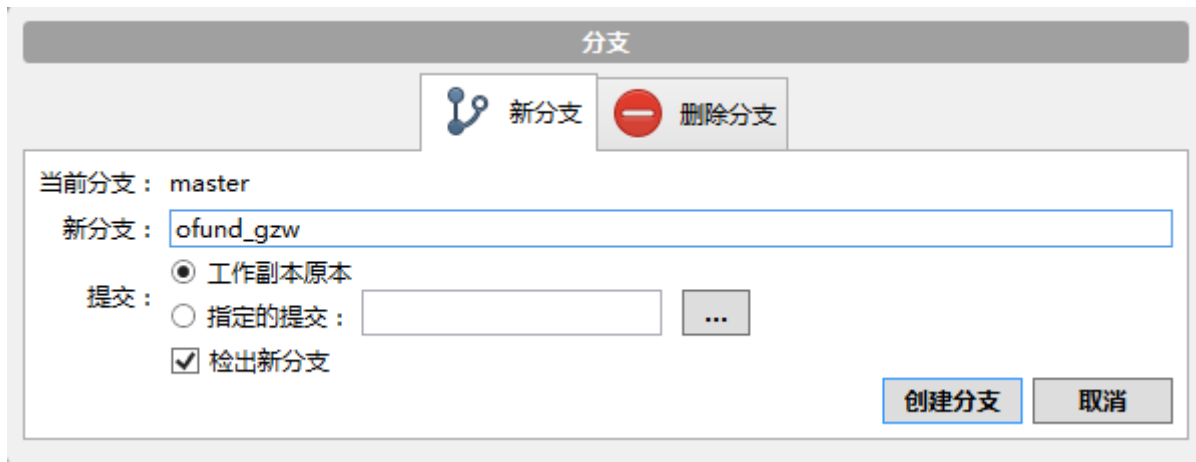 分支
新分支 删除分支
当前分支： master
新分支： ofund_gzw
提交：
工作副本原本
指定的提交： ...
检出新分支
创建分支 取消